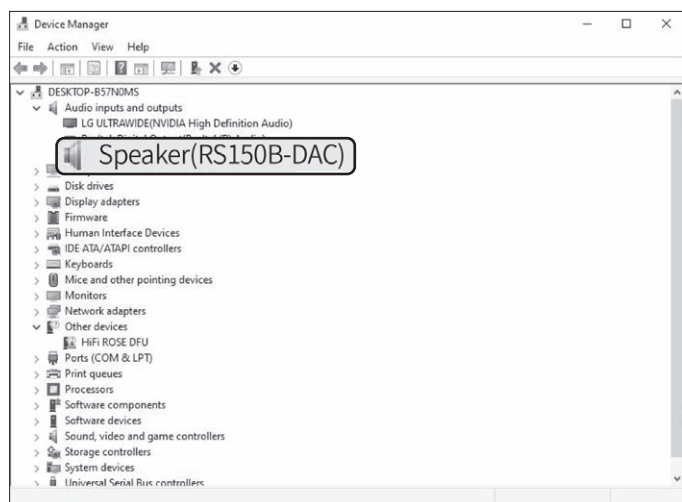 Device Manager
File Action View Help
DESKTOP-B57N0MS
Audio inputs and outputs
LG ULTRAWIDE(NVIDIA High Definition Audio)
Speaker(RS150B-DAC)
Disk drives
Display adapters
Firmware
Human Interface Devices
IDE ATA/ATAPI controllers
Keyboards
Mice and other pointing devices
Monitors
Network adapters
Other devices
HiFi ROSE DFU
Ports (COM & LPT)
Print queues
Processors
Software components
Software devices
Sound, video and game controllers
Storage controllers
System devices
Universal Serial Bus controllers